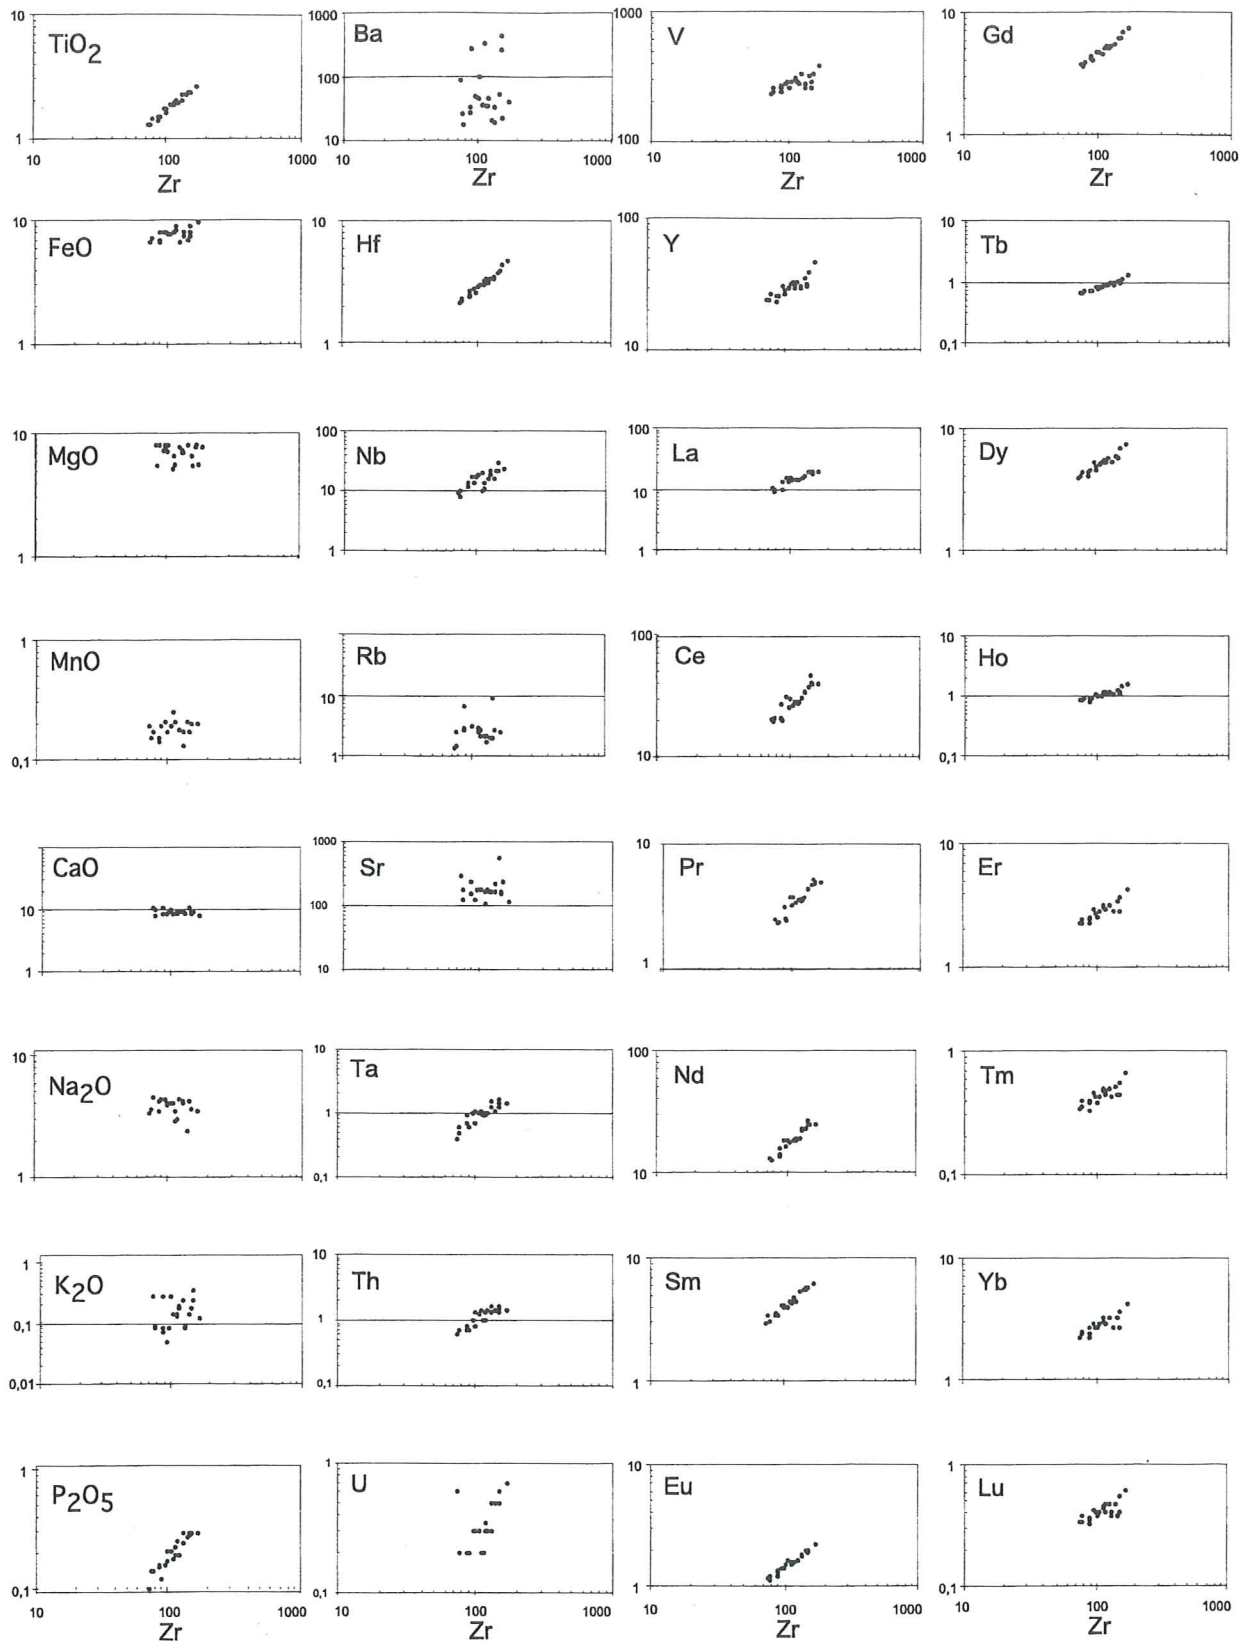 10
TiO2
1
10 100 1000
Zr
1000
Ba
100
10
10 100 1000
Zr
1000
V
100
10 100 1000
Zr
10
Gd
1
10 100 1000
Zr
10
FeO
1
10
Hf
1
100
Y
10
10
Tb
1
0,1
10
MgO
1
100
Nb
10
1
100
La
10
1
10
Dy
1
1
MnO
0,1
Rb
10
1
100
Ce
10
10
Ho
1
0,1
CaO
10
1
1000
Sr
100
10
10
Pr
1
10
Er
1
10
Na2O
1
10
Ta
1
0,1
100
Nd
10
1
Tm
0,1
1
K2O
0,1
0,01
10
Th
1
0,1
10
Sm
1
10
Yb
1
1
P2O5
0,1
10 100 1000
Zr
1
U
0,1
10 100 1000
Zr
10
Eu
1
10 100 1000
Zr
1
Lu
0,1
10 100 1000
Zr